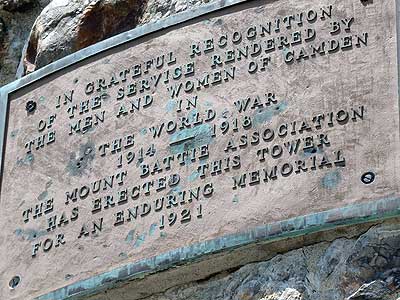 IN GRATEFUL RECOGNITION
OF THE SERVICE RENDERED BY
THE MEN AND WOMEN OF CAMDEN
IN
THE WORLD WAR
1914 — 1918
THE MOUNT BATTIE ASSOCIATION
HAS ERECTED THIS TOWER
FOR AN ENDURING MEMORIAL
1921